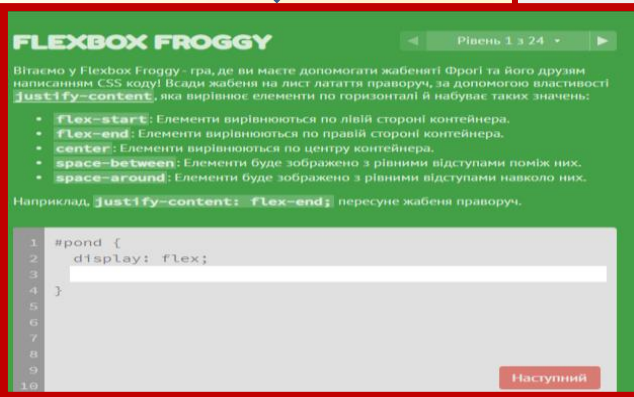 FLEXBOX FROGGY
◀ Рівень 1 з 24 ▾ ▶
Вітаємо у Flexbox Froggy - гра, де ви маєте допомогати жабеняті Фрогі та його друзям
написанням CSS коду! Всади жабеня на лист латаття праворуч, за допомогою властивості
justify-content, яка вирівнює елементи по горизонталі й набуває таких значень:
• flex-start: Елементи вирівнюються по лівій стороні контейнера.
• flex-end: Елементи вирівнюються по правій стороні контейнера.
• center: Елементи вирівнюються по центру контейнера.
• space-between: Елементи буде зображено з рівними відступами поміж них.
• space-around: Елементи буде зображено з рівними відступами навколо них.
Наприклад, justify-content: flex-end; пересуне жабеня праворуч.
1 #pond {
2 display: flex;
3
4 }
5
6
7
8
9
10
Наступний